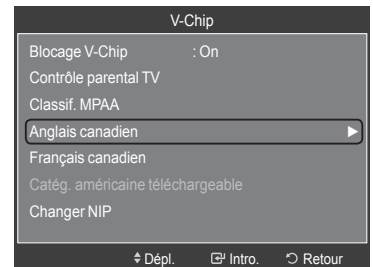 V-Chip
Blocage V-Chip : On
Contrôle parental TV
Classif. MPAA
Anglais canadien
Français canadien
Catég. américaine téléchargeable
Changer NIP
Dépl. Intro. Retour